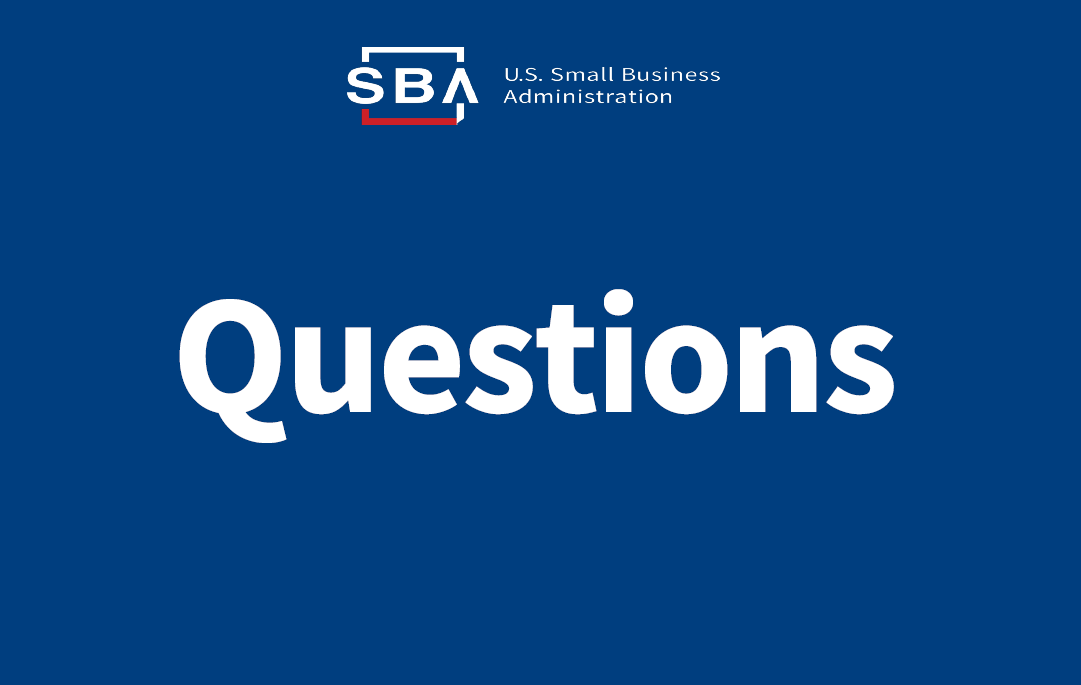 SBA
U.S. Small Business
Administration
Questions